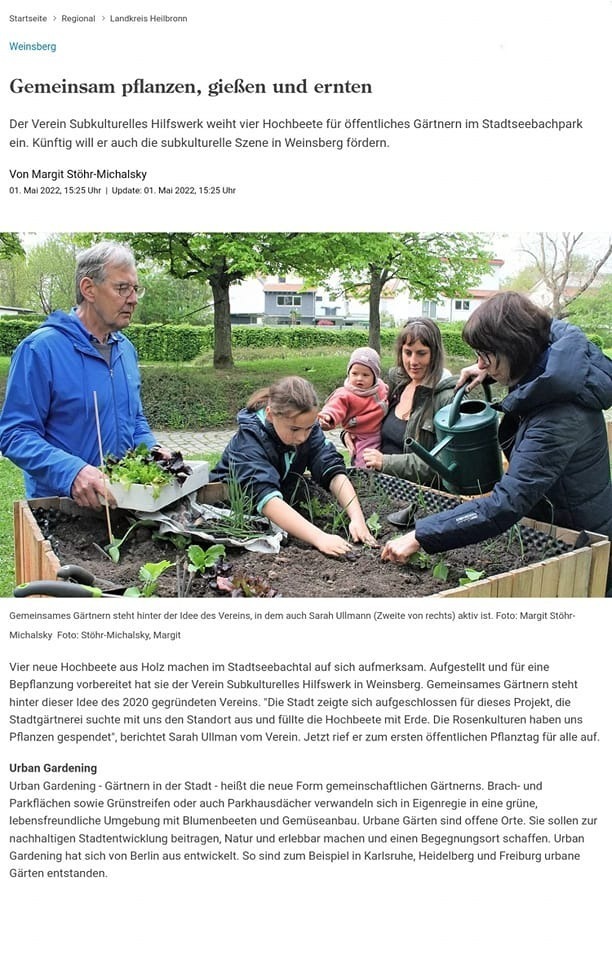 Startseite > Regional > Landkreis Heilbronn
Weinsberg
Gemeinsam pflanzen, gießen und ernten
Der Verein Subkulturelles Hilfswerk weiht vier Hochbeete für öffentliches Gärtnern im Stadtseebachpark
ein. Künftig will er auch die subkulturelle Szene in Weinsberg fördern.
Von Margit Stöhr-Michalsky
01. Mai 2022, 15:25 Uhr | Update: 01. Mai 2022, 15:25 Uhr
Gemeinsames Gärtnern steht hinter der Idee des Vereins, in dem auch Sarah Ullmann (Zweite von rechts) aktiv ist. Foto: Margit Stöhr-
Michalsky Foto: Stöhr-Michalsky, Margit
Vier neue Hochbeete aus Holz machen im Stadtseebachtal auf sich aufmerksam. Aufgestellt und für eine
Bepflanzung vorbereitet hat sie der Verein Subkulturelles Hilfswerk in Weinsberg. Gemeinsames Gärtnern steht
hinter dieser Idee des 2020 gegründeten Vereins. "Die Stadt zeigte sich aufgeschlossen für dieses Projekt, die
Stadtgärtnerei suchte mit uns den Standort aus und füllte die Hochbeete mit Erde. Die Rosenkulturen haben uns
Pflanzen gespendet", berichtet Sarah Ullman vom Verein. Jetzt rief er zum ersten öffentlichen Pflanztag für alle auf.
Urban Gardening
Urban Gardening - Gärtnern in der Stadt - heißt die neue Form gemeinschaftlichen Gärtnerns. Brach- und
Parkflächen sowie Grünstreifen oder auch Parkhausdächer verwandeln sich in Eigenregie in eine grüne,
lebensfreundliche Umgebung mit Blumenbeeten und Gemüseanbau. Urbane Gärten sind offene Orte. Sie sollen zur
nachhaltigen Stadtentwicklung beitragen, Natur und erlebbar machen und einen Begegnungsort schaffen. Urban
Gardening hat sich von Berlin aus entwickelt. So sind zum Beispiel in Karlsruhe, Heidelberg und Freiburg urbane
Gärten entstanden.